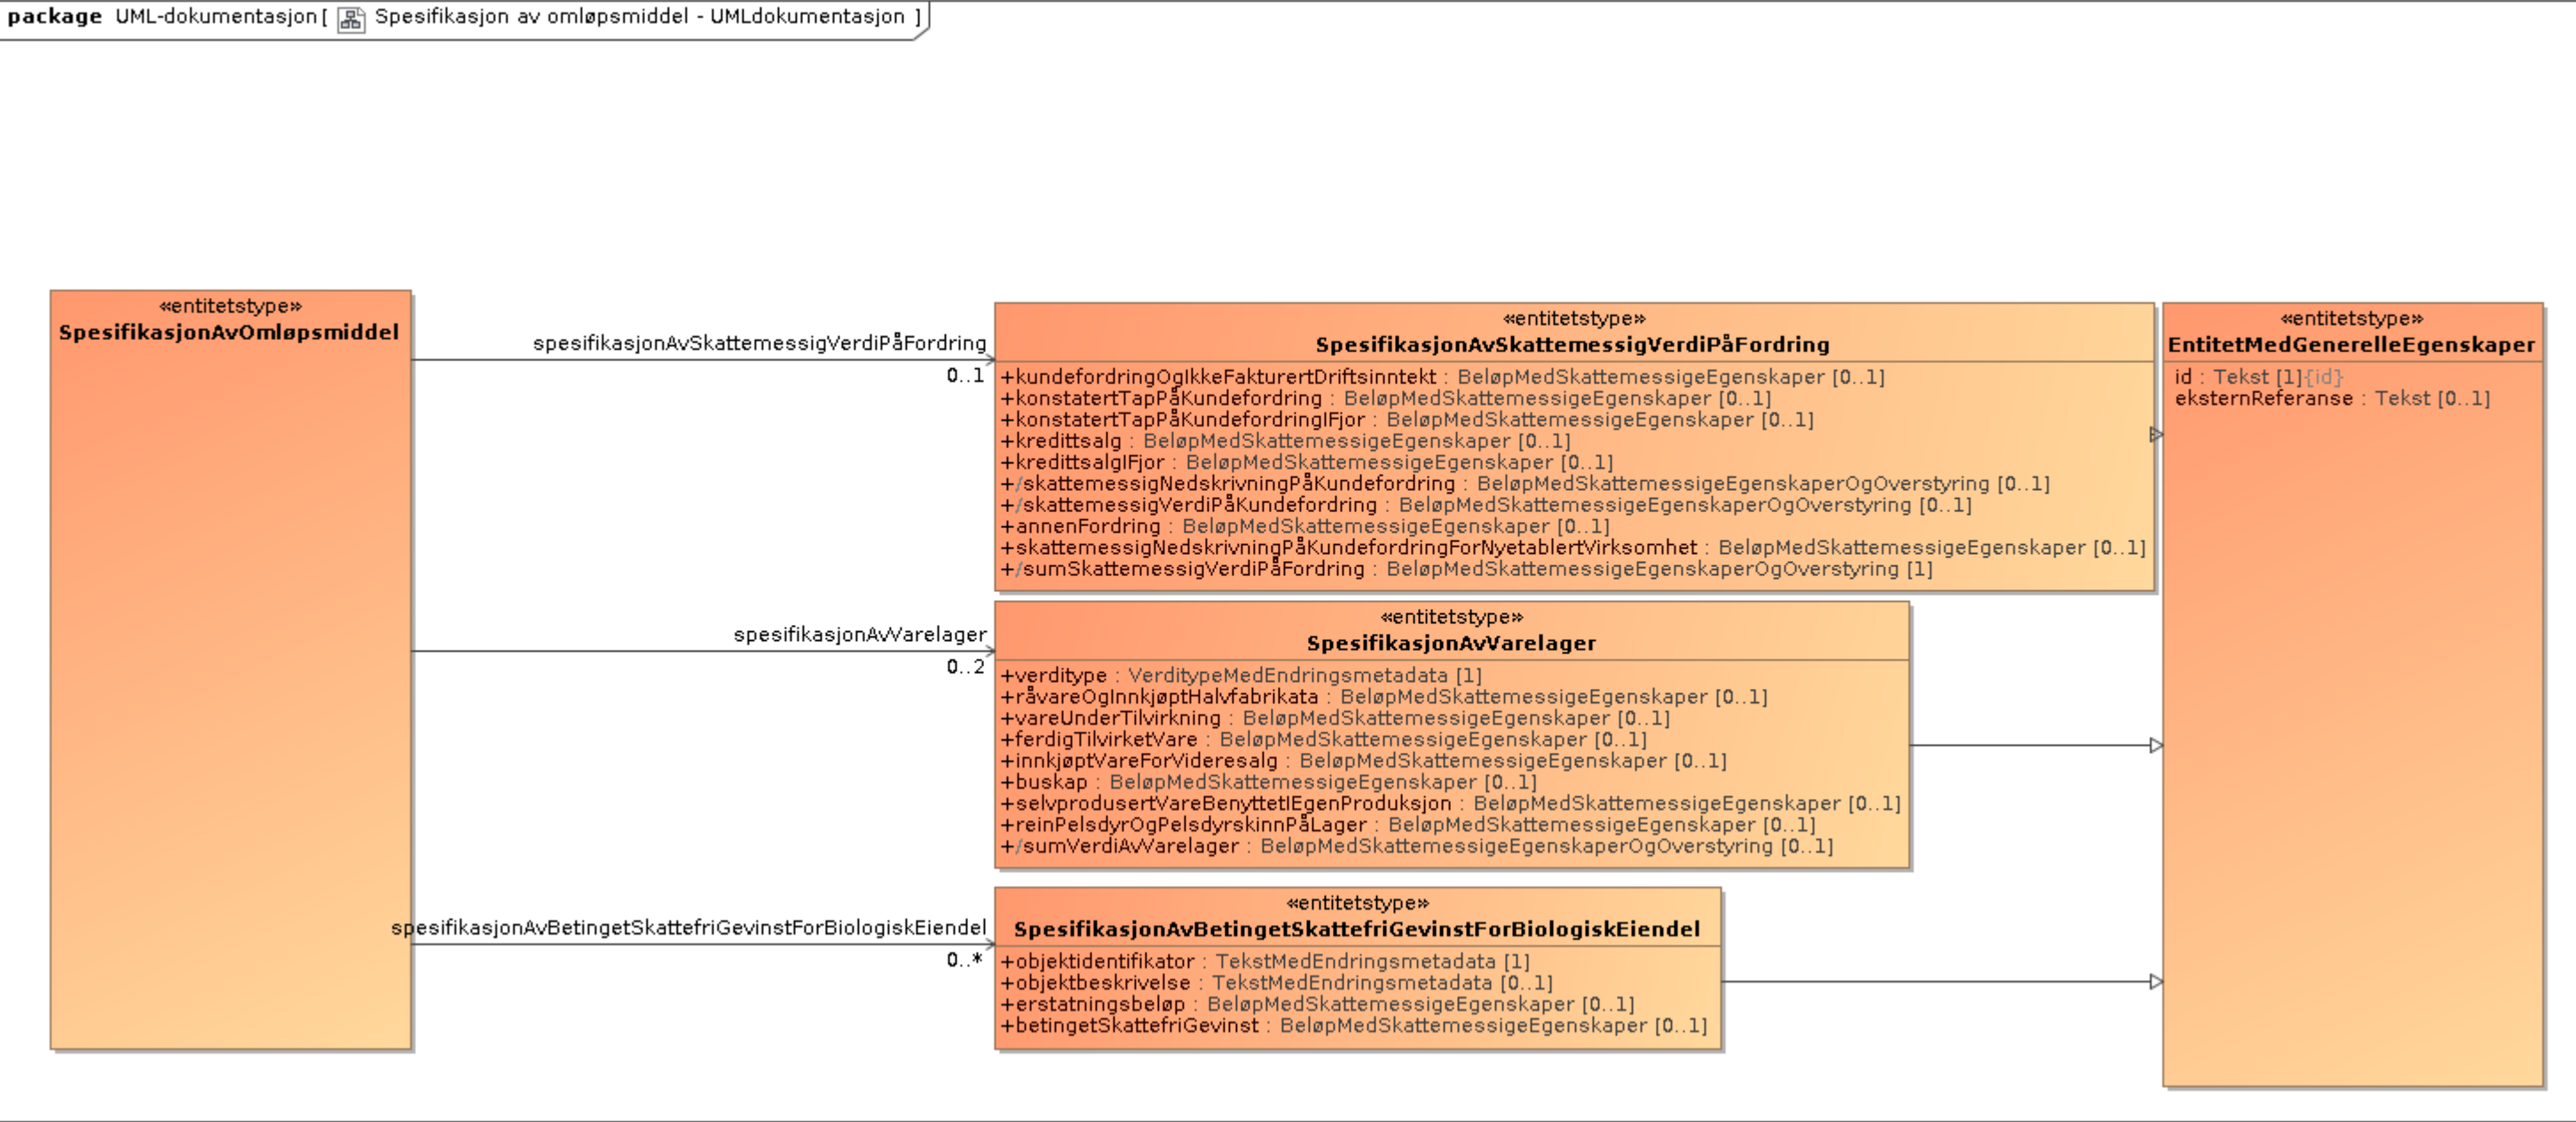 package UML-dokumentasjon[ Spesifikasjon av omløpsmiddel - UMLdokumentasjon ]
«entitetstype»
SpesifikasjonAvOmløpsmiddel
spesifikasjonAvSkattemessigVerdiPåFordring
0..1
spesifikasjonAvVarelager
0..2
spesifikasjonAvBetingetSkattefriGevinstForBiologiskEiendel
0..*
«entitetstype»
SpesifikasjonAvSkattemessigVerdiPåFordring
+kundefordringOgIkkeFakturertDriftsinntekt : BeløpMedSkattemessigeEgenskaper [0..1]
+konstatertTapPåKundefordring : BeløpMedSkattemessigeEgenskaper [0..1]
+konstatertTapPåKundefordringIFjor : BeløpMedSkattemessigeEgenskaper [0..1]
+kredittsalg : BeløpMedSkattemessigeEgenskaper [0..1]
+kredittsalgIFjor : BeløpMedSkattemessigeEgenskaper [0..1]
+/skattemessigNedskrivningPåKundefordring : BeløpMedSkattemessigeEgenskaperOgOverstyring [0..1]
+/skattemessigVerdiPåKundefordring : BeløpMedSkattemessigeEgenskaperOgOverstyring [0..1]
+annenFordring : BeløpMedSkattemessigeEgenskaper [0..1]
+skattemessigNedskrivningPåKundefordringForNyetablertVirksomhet : BeløpMedSkattemessigeEgenskaper [0..1]
+/sumSkattemessigVerdiPåFordring : BeløpMedSkattemessigeEgenskaperOgOverstyring [1]
«entitetstype»
SpesifikasjonAvVarelager
+verditype : VerditypeMedEndringsmetadata [1]
+råvareOgInnkjøptHalvfabrikata : BeløpMedSkattemessigeEgenskaper [0..1]
+vareUnderTilvirkning : BeløpMedSkattemessigeEgenskaper [0..1]
+ferdigTilvirketVare : BeløpMedSkattemessigeEgenskaper [0..1]
+innkjøptVareForVideresalg : BeløpMedSkattemessigeEgenskaper [0..1]
+buskap : BeløpMedSkattemessigeEgenskaper [0..1]
+selvprodusertVareBenyttetIEgenProduksjon : BeløpMedSkattemessigeEgenskaper [0..1]
+reinPelsdyrOgPelsdyrskinnPåLager : BeløpMedSkattemessigeEgenskaper [0..1]
+/sumVerdiAvVarelager : BeløpMedSkattemessigeEgenskaperOgOverstyring [0..1]
«entitetstype»
SpesifikasjonAvBetingetSkattefriGevinstForBiologiskEiendel
+objektidentifikator : TekstMedEndringsmetadata [1]
+objektbeskrivelse : TekstMedEndringsmetadata [0..1]
+erstatningsbeløp : BeløpMedSkattemessigeEgenskaper [0..1]
+betingetSkattefriGevinst : BeløpMedSkattemessigeEgenskaper [0..1]
«entitetstype»
EntitetMedGenerelleEgenskaper
id : Tekst [1]{id}
eksternReferanse : Tekst [0..1]